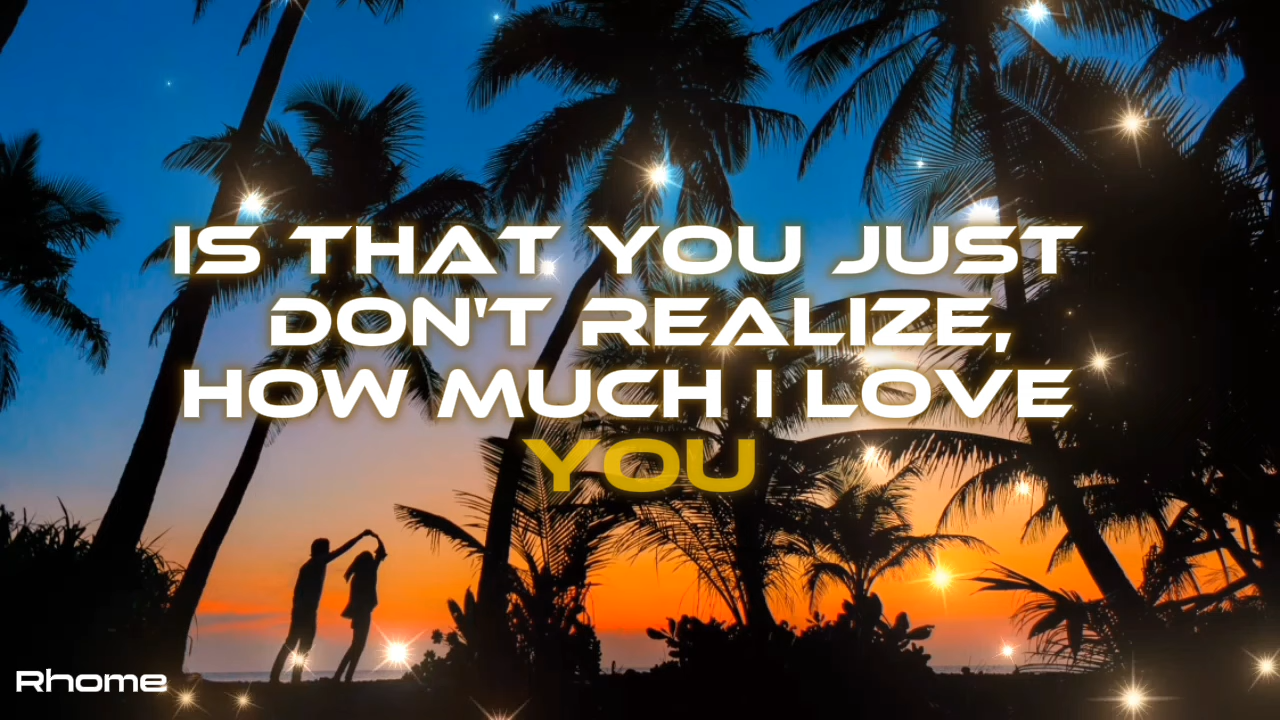 IS THAT YOU JUST
DON'T REALIZE,
HOW MUCH I LOVE
YOU
Rhome